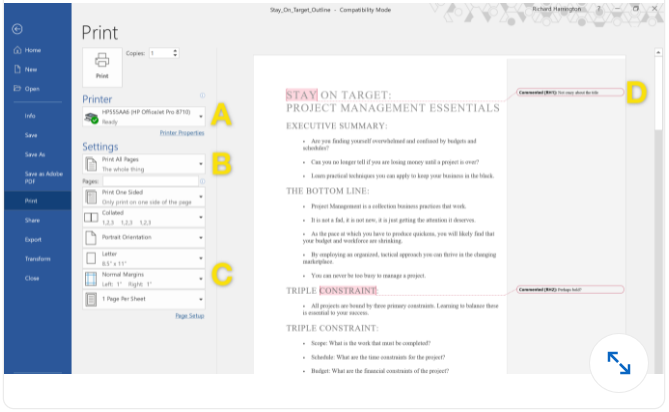 Stay_On_Target_Outline - Compatibility Mode
Richard Harrington
?
Home
New
Open
Info
Save
Save As
Save as Adobe
PDF
Print
Share
Export
Transform
Close
Print
Copies: 1
Print
Printer
HP555AA6 (HP OfficeJet Pro 8710)
Ready
A
Printer Properties
Settings
Print All Pages
The whole thing
B
Pages:
Print One Sided
Only print on one side of the page
Collated
1,2,3 1,2,3 1,2,3
Portrait Orientation
Letter
8.5" x 11"
Normal Margins
Left: 1" Right: 1"
C
1 Page Per Sheet
Page Setup
STAY ON TARGET:
PROJECT MANAGEMENT ESSENTIALS
EXECUTIVE SUMMARY:
• Are you finding yourself overwhelmed and confused by budgets and
schedules?
• Can you no longer tell if you are losing money until a project is over?
• Learn practical techniques you can apply to keep your business in the black.
THE BOTTOM LINE:
• Project Management is a collection business practices that work.
• It is not a fad, it is not new, it is just getting the attention it deserves.
• As the pace at which you have to produce quickens, you will likely find that
your budget and workforce are shrinking.
• By employing an organized, tactical approach you can thrive in the changing
marketplace.
• You can never be too busy to manage a project.
TRIPLE CONSTRAINT:
• All projects are bound by three primary constraints. Learning to balance these
is essential to your success.
TRIPLE CONSTRAINT:
• Scope: What is the work that must be completed?
• Schedule: What are the time constraints for the project?
• Budget: What are the financial constraints of the project?
Commented [RH1]: Not crazy about the title
D
Commented [RH2]: